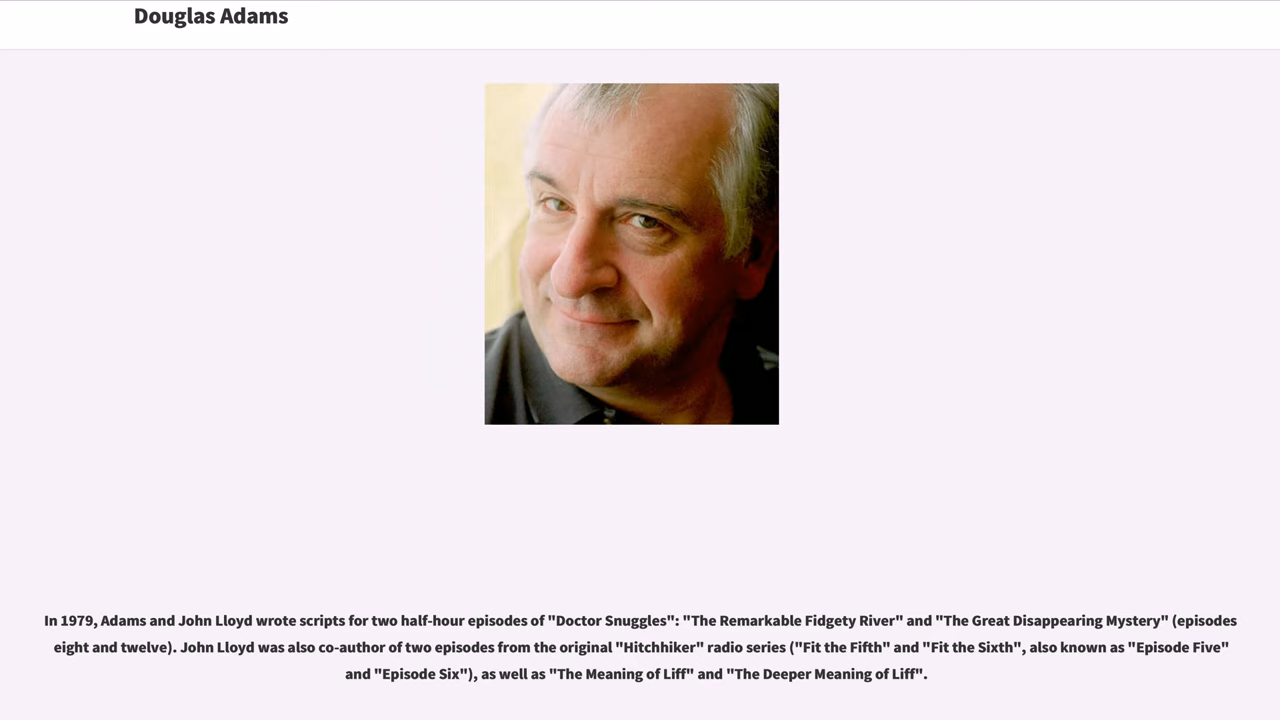 Douglas Adams
In 1979, Adams and John Lloyd wrote scripts for two half-hour episodes of "Doctor Snuggles": "The Remarkable Fidgety River" and "The Great Disappearing Mystery" (episodes
eight and twelve). John Lloyd was also co-author of two episodes from the original "Hitchhiker" radio series ("Fit the Fifth" and "Fit the Sixth", also known as "Episode Five"
and "Episode Six"), as well as "The Meaning of Liff" and "The Deeper Meaning of Liff".